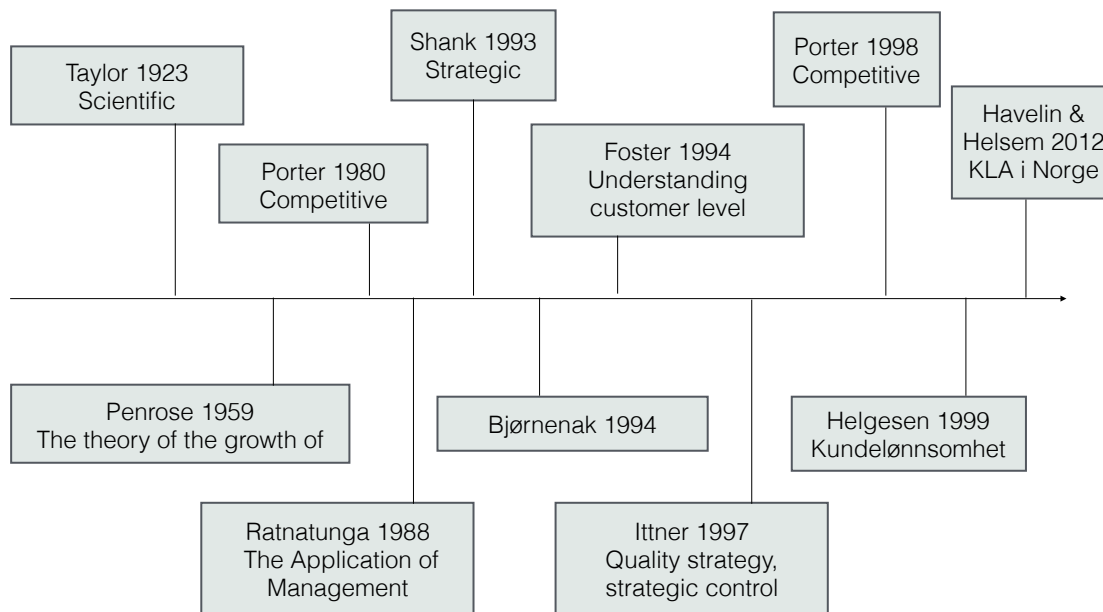 Taylor 1923
Scientific
Shank 1993
Strategic
Porter 1998
Competitive
Havelin &
Helsem 2012
KLA i Norge
Porter 1980
Competitive
Foster 1994
Understanding
customer level
Penrose 1959
The theory of the growth of
Bjørnenak 1994
Helgesen 1999
Kundelønnsomhet
Ratnatunga 1988
The Application of
Management
Ittner 1997
Quality strategy,
strategic control